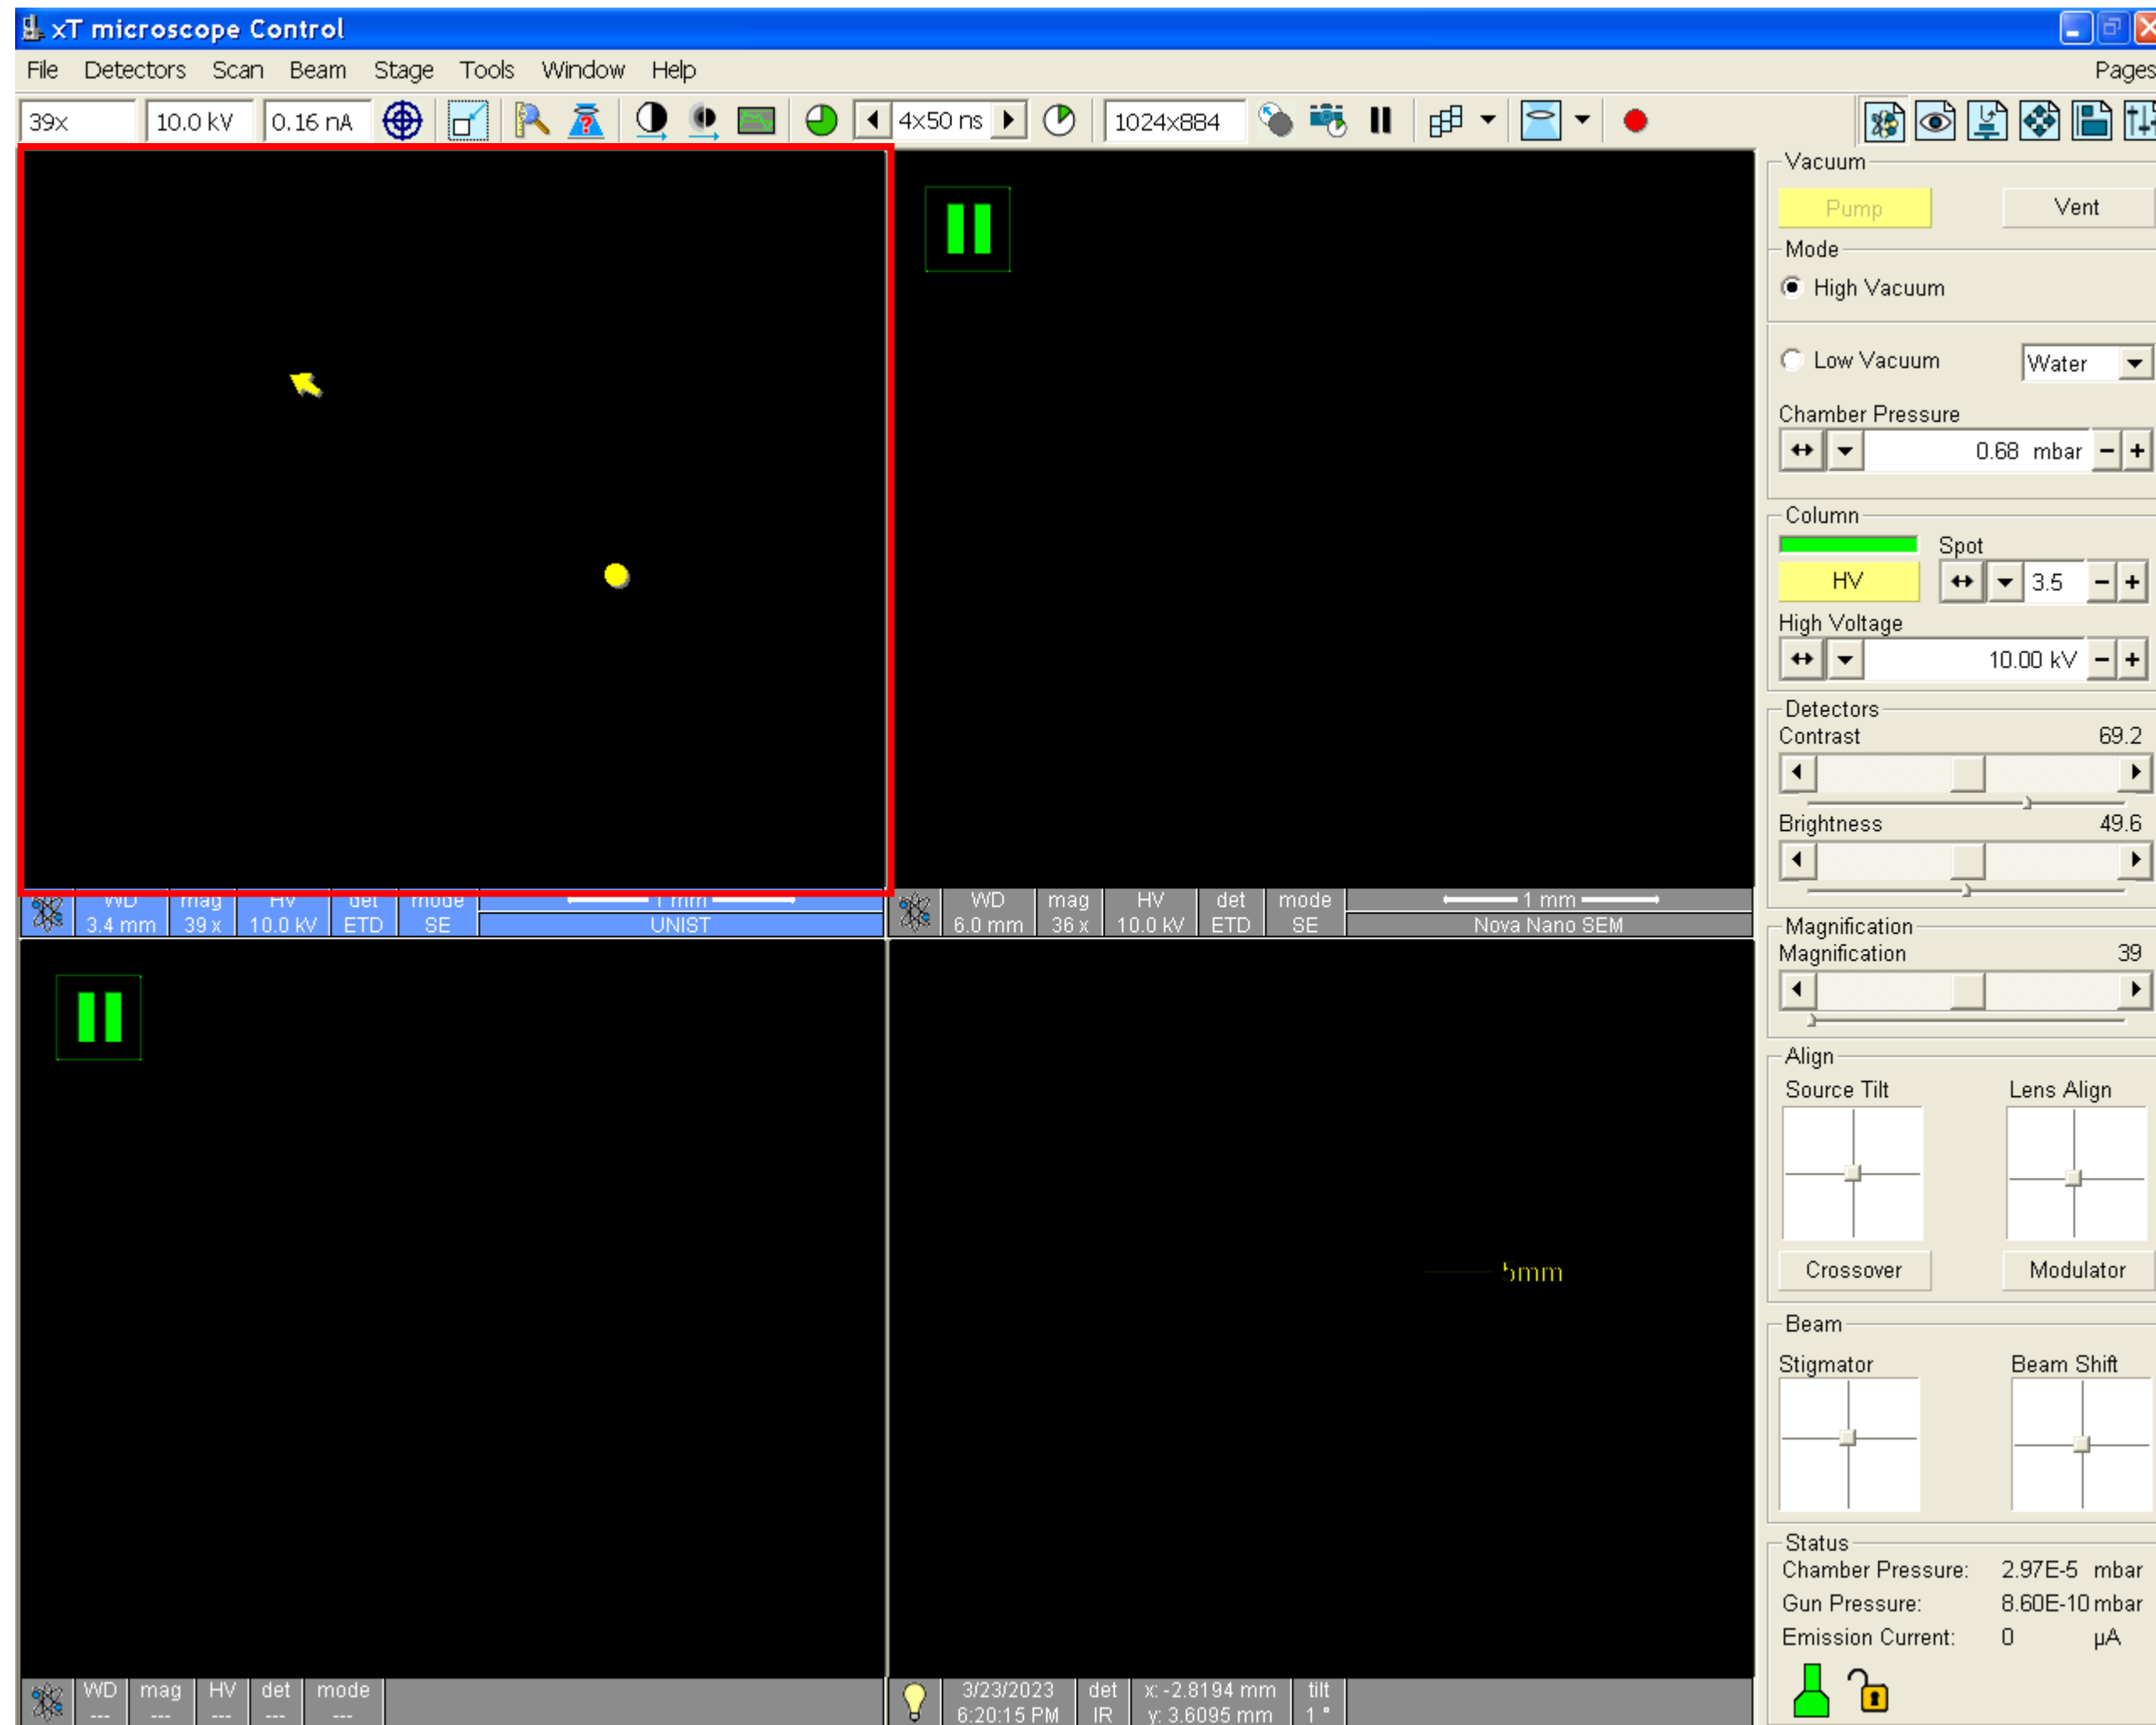 xT microscope Control
File Detectors Scan Beam Stage Tools Window Help Pages
39x 10.0 kV 0.16 nA 4x50 ns 1024x884
Vacuum
Pump Vent
Mode
High Vacuum
Low Vacuum Water
Chamber Pressure
0.68 mbar
Column
Spot
HV 3.5
High Voltage
10.00 kV
Detectors
Contrast 69.2
Brightness 49.6
WD mag HV det mode 1 mm
3.4 mm 39 x 10.0 kV ETD SE UNIST
WD mag HV det mode 1 mm
6.0 mm 36 x 10.0 kV ETD SE Nova Nano SEM
Magnification
Magnification 39
Align
Source Tilt Lens Align
Crossover Modulator
5mm
Beam
Stigmator Beam Shift
Status
Chamber Pressure: 2.97E-5 mbar
Gun Pressure: 8.60E-10 mbar
Emission Current: 0 µA
WD mag HV det mode
--- --- --- --- ---
3/23/2023 det x: -2.8194 mm tilt
6:20:15 PM IR y: 3.6095 mm 1 °